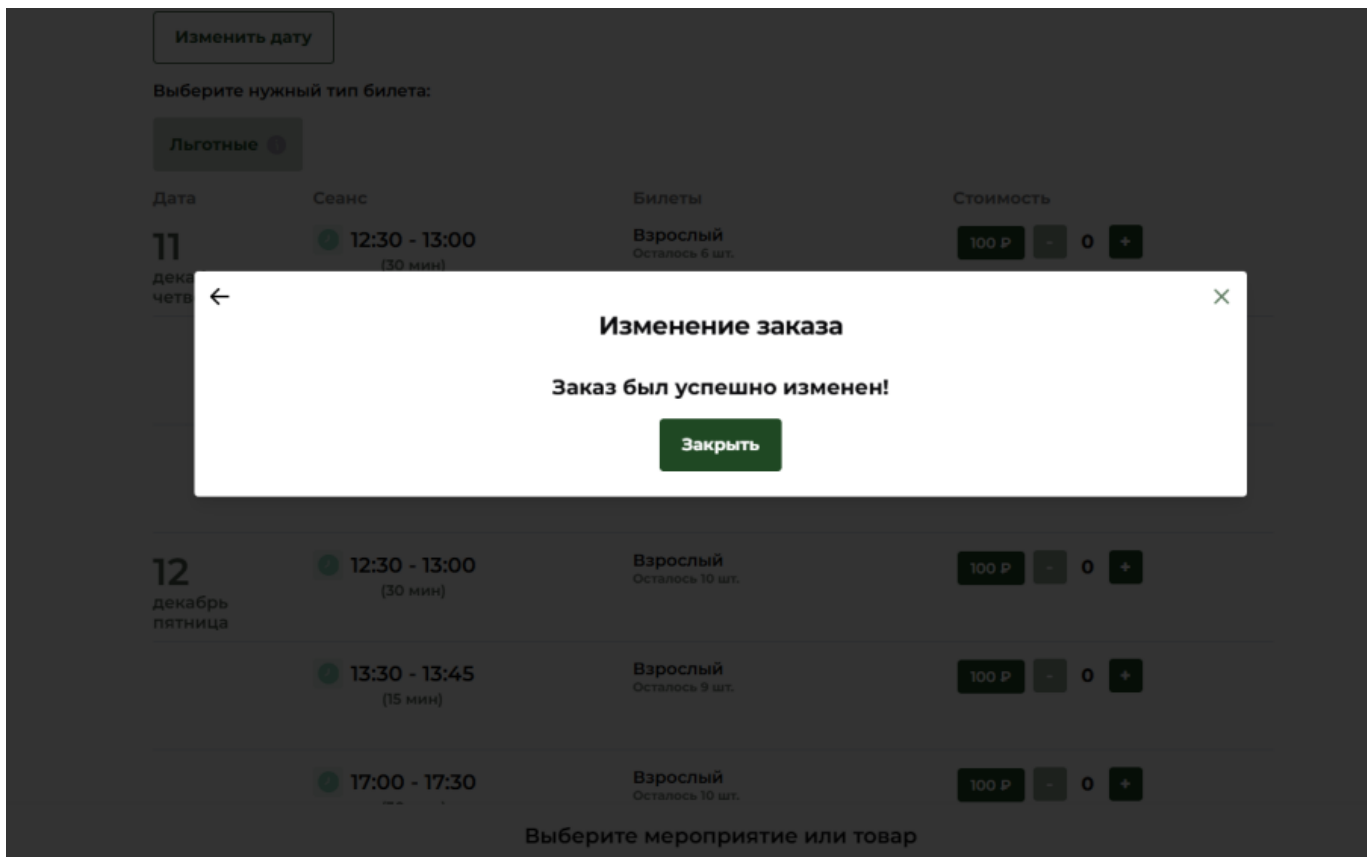 Изменить дату
Выберите нужный тип билета:
Льготные
Дата Сеанс Билеты Стоимость
11 12:30 - 13:00 Взрослый 100 ₽ - 0 +
Осталось 6 шт.
(30 мин)
Изменение заказа
Заказ был успешно изменен!
Закрыть
12 12:30 - 13:00 Взрослый 100 ₽ - 0 +
Осталось 10 шт.
(30 мин)
декабрь
пятница
13:30 - 13:45 Взрослый 100 ₽ - 0 +
Осталось 9 шт.
(15 мин)
17:00 - 17:30 Взрослый 100 ₽ - 0 +
Осталось 10 шт.
Выберите мероприятие или товар